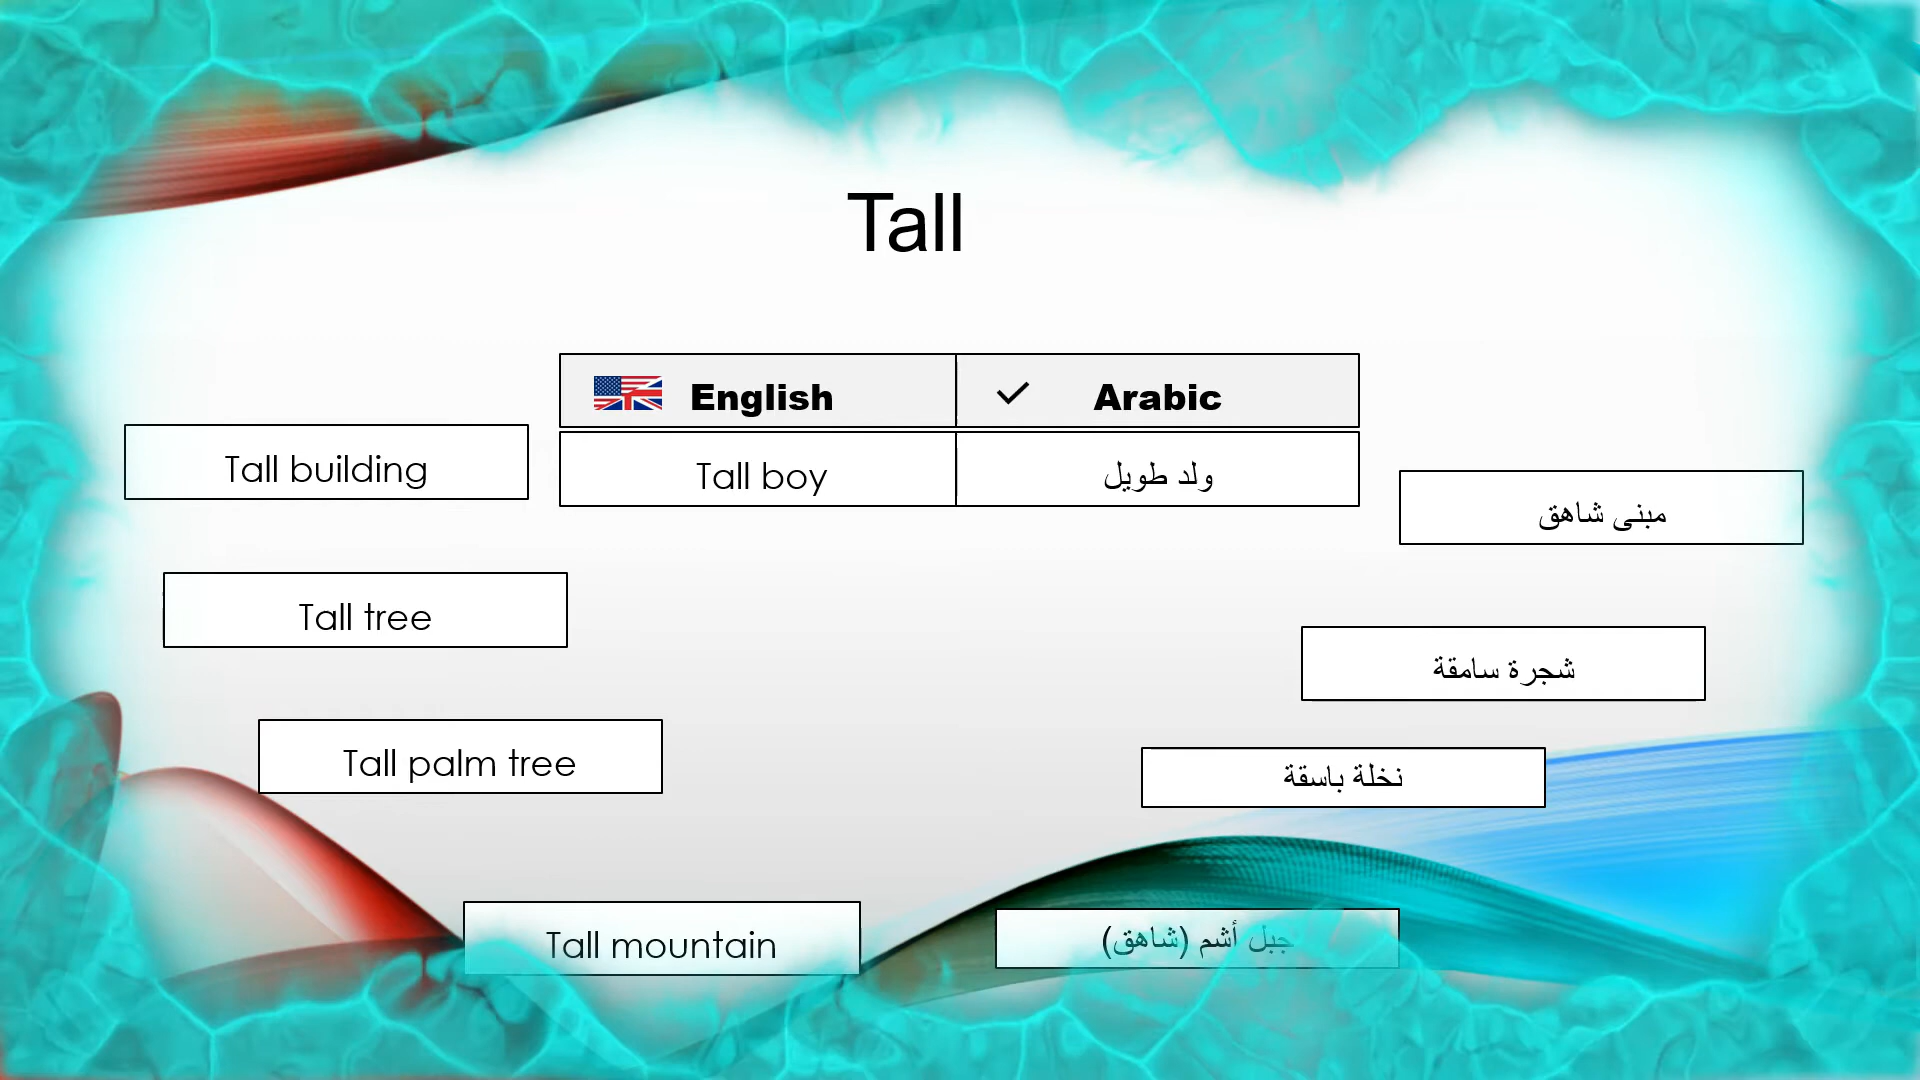 Tall
English Arabic
Tall boy ولد طويل
Tall building مبنى شاهق
Tall tree شجرة سامقة
Tall palm tree نخلة باسقة
Tall mountain جبل أشم (شاهق)